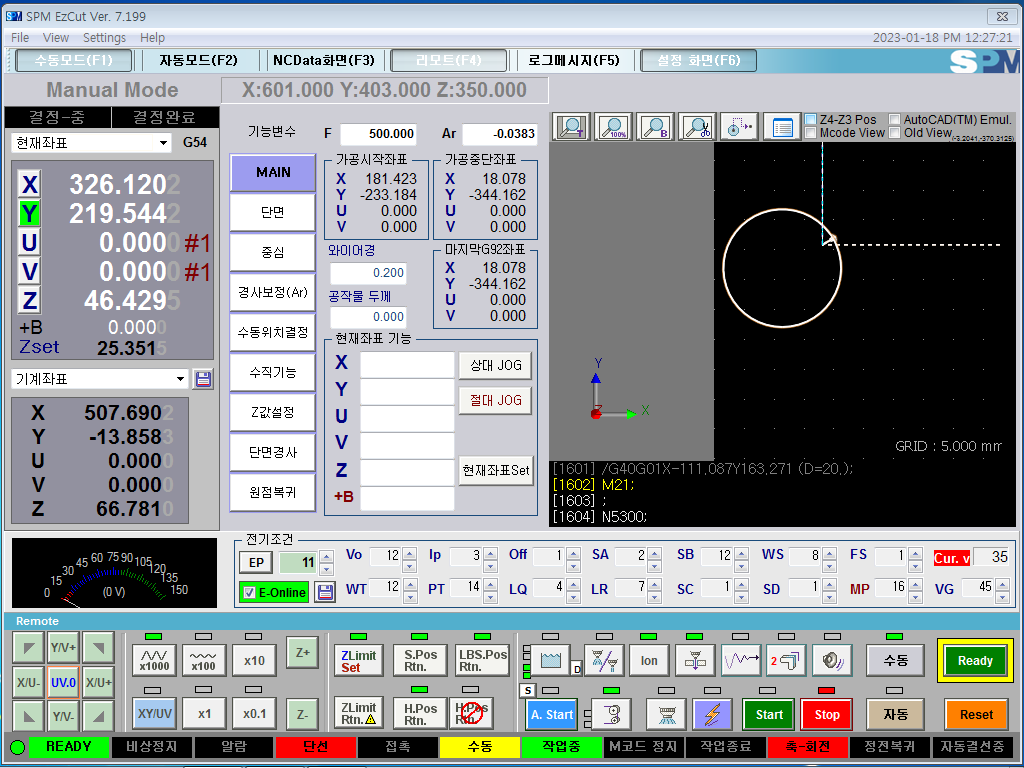 SPM EzCut Ver. 7.199
File View Settings Help
2023-01-18 PM 12:27:21
수동모드(F1) 자동모드(F2) NCData화면(F3) 리모트(F4) 로그메시지(F5) 설정 화면(F6) SPM
Manual Mode X:601.000 Y:403.000 Z:350.000
결정-중 결정완료
현재좌표 G54
X 326.1202
Y 219.5442
U 0.0000 #1
V 0.0000 #1
Z 46.4295
+B 0.0000
Zset 25.3515
기계좌표
X 507.6902
Y -13.8583
U 0.0000
V 0.0000
Z 66.7810
기능변수 F 500.000 Ar -0.0383
MAIN
단면
중심
경사보정(Ar)
수동위치결정
수직기능
Z값설정
단면경사
원점복귀
가공시작좌표
X 181.423
Y -233.184
U 0.000
V 0.000
가공중단좌표
X 18.078
Y -344.162
U 0.000
V 0.000
와이어경
0.200
공작물 두께
0.000
마지막G92좌표
X 18.078
Y -344.162
U 0.000
V 0.000
현재좌표 기능
X
Y
U
V
Z
+B
상대 JOG
절대 JOG
현재좌표Set
T 100% B
Z4-Z3 Pos AutoCAD(TM) Emul.
Mcode View Old View
(-3.2041,-370.3125)
Y
Z X
GRID : 5.000 mm
[1601] /G40G01X-111.087Y163.271 (D=20.);
[1602] M21;
[1603] ;
[1604] N5300;
0 15 30 45 60 75 90 105 120 135 150
(0 V)
전기조건
EP 11 Vo 12 Ip 3 Off 1 SA 2 SB 12 WS 8 FS 1 Cur. v 35
E-Online WT 12 PT 14 LQ 4 LR 7 SC 1 SD 1 MP 16 VG 45
Remote
Y/V+
X/U- UV.0 X/U+
Y/V-
x1000 x100 x10 Z+
XY/UV x1 x0.1 Z-
ZLimit Set S.Pos Rtn. LBS.Pos Rtn.
ZLimit Rtn. H.Pos Rtn. H.Pos Rtn.
D Ion 2 수동 Ready
S A. Start Start Stop 자동 Reset
READY 비상정지 알람 단선 접촉 수동 작업중 M코드 정지 작업종료 축-회전 정전복귀 자동결선중